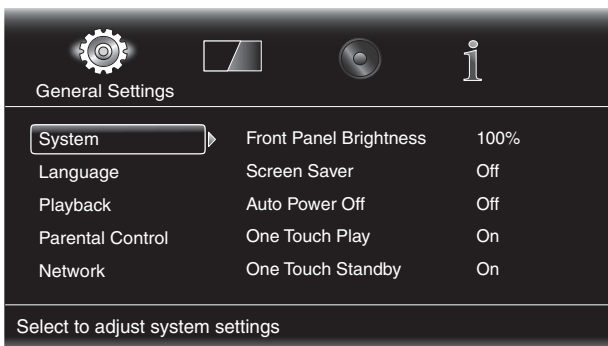 General Settings
System
Front Panel Brightness 100%
Language
Screen Saver Off
Playback
Auto Power Off Off
Parental Control
One Touch Play On
Network
One Touch Standby On
Select to adjust system settings